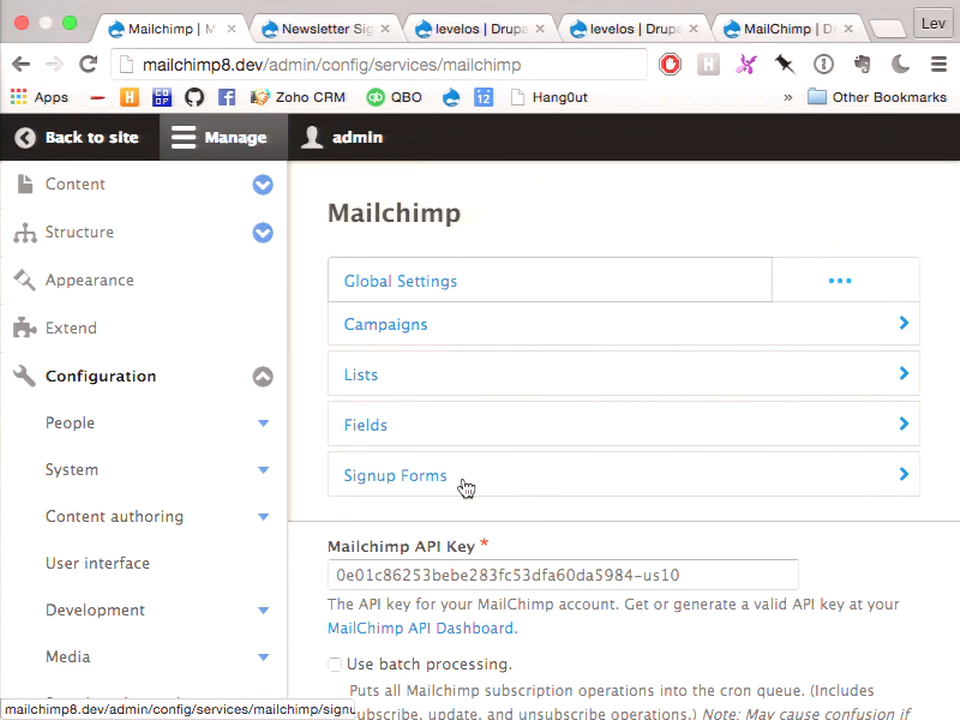 Mailchimp | M
Newsletter Sig
levelos | Drupa
levelos | Drupa
MailChimp | Dr
Lev
mailchimp8.dev/admin/config/services/mailchimp
Apps
Zoho CRM
QBO
12
HangOut
» Other Bookmarks
Back to site
Manage
admin
Content
Structure
Appearance
Extend
Configuration
People
System
Content authoring
User interface
Development
Media
Mailchimp
Global Settings
Campaigns
Lists
Fields
Signup Forms
Mailchimp API Key *
0e01c86253bebe283fc53dfa60da5984-us10
The API key for your MailChimp account. Get or generate a valid API key at your
MailChimp API Dashboard.
Use batch processing.
Puts all Mailchimp subscription operations into the cron queue. (Includes
ubscribe, update, and unsubscribe operations.) Note: May cause confusion if
mailchimp8.dev/admin/config/services/mailchimp/signu